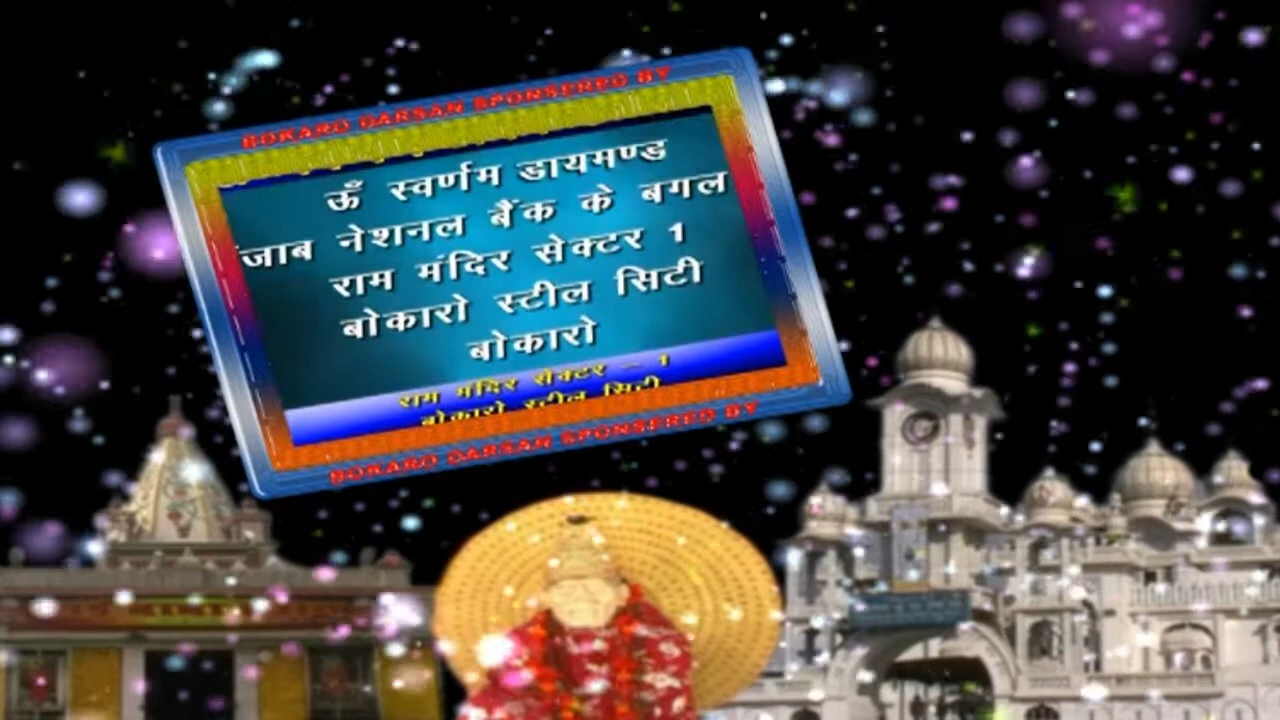 BOKARO DARSAN SPONSERED BY
ऊँ स्वर्णम डायमण्ड
जाब नेशनल बैंक के बगल
राम मंदिर सेक्टर 1
बोकारो स्टील सिटी
बोकारो
राम मंदिर सेक्टर - 1
बोकारो स्टील सिटी
BOKARO DARSAN SPONSERED BY